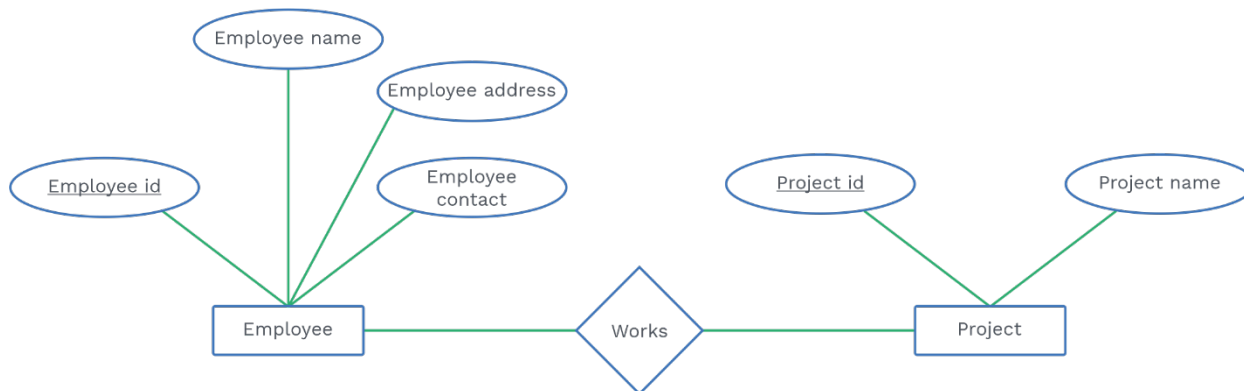 Employee name
Employee address
Employee id
Employee
contact
Project id
Project name
Employee
Works
Project